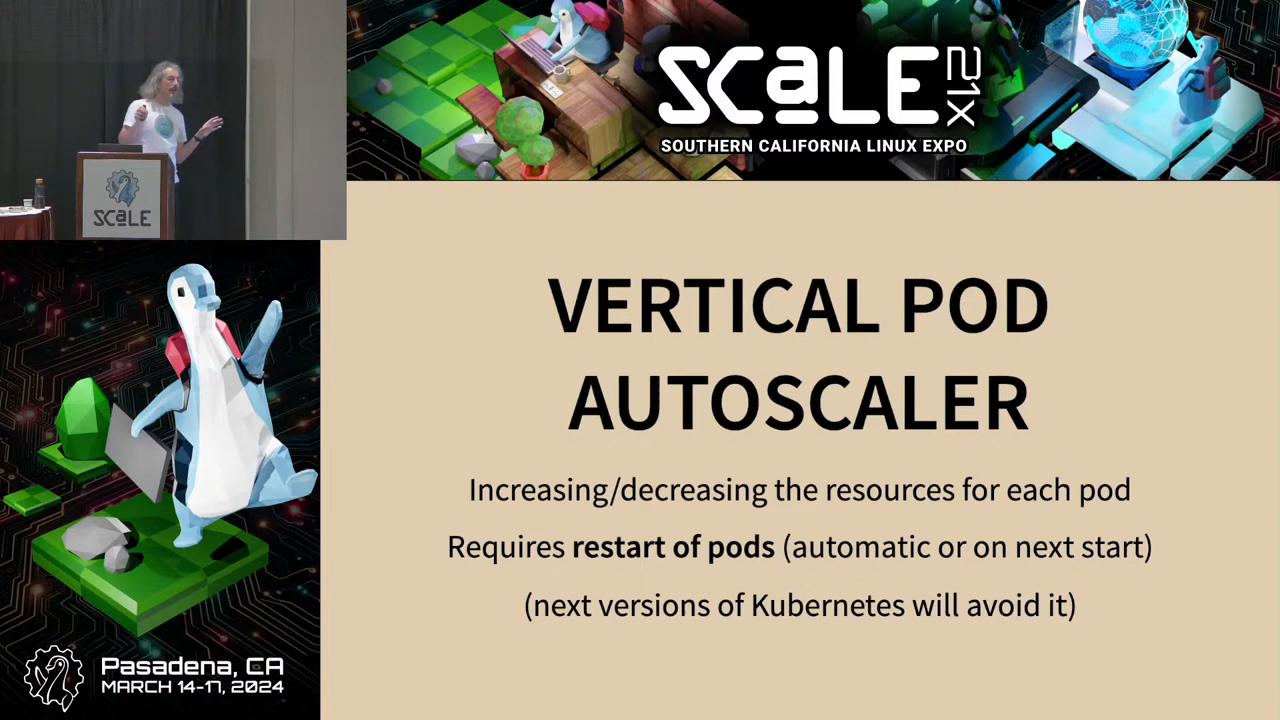 SCaLE
SCaLE 21X
SOUTHERN CALIFORNIA LINUX EXPO
VERTICAL POD
AUTOSCALER
Increasing/decreasing the resources for each pod
Requires restart of pods (automatic or on next start)
(next versions of Kubernetes will avoid it)
Pasadena, CA
MARCH 14-17, 2024